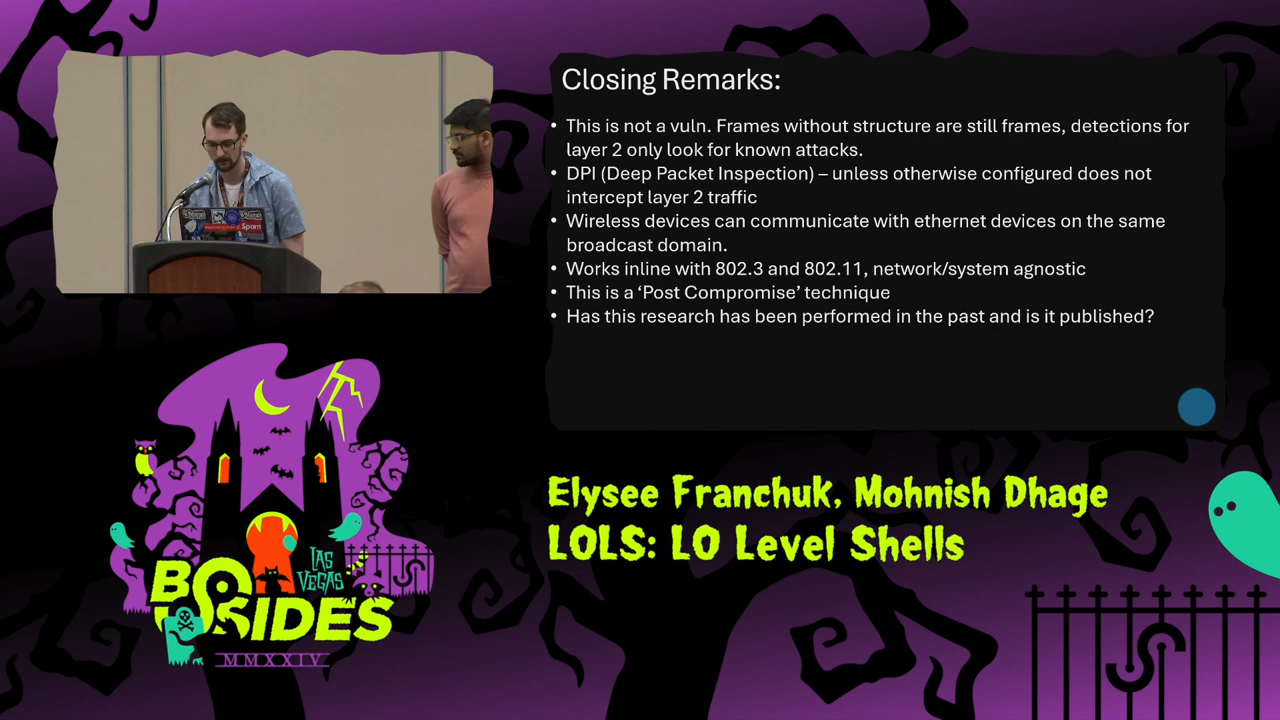 Closing Remarks:
• This is not a vuln. Frames without structure are still frames, detections for
layer 2 only look for known attacks.
• DPI (Deep Packet Inspection) – unless otherwise configured does not
intercept layer 2 traffic
• Wireless devices can communicate with ethernet devices on the same
broadcast domain.
• Works inline with 802.3 and 802.11, network/system agnostic
• This is a ‘Post Compromise’ technique
• Has this research has been performed in the past and is it published?
Spam
Elysee Franchuk, Mohnish Dhage
LOLS: LO Level Shells
LAS
VEGAS
BSIDES
MMXXIV